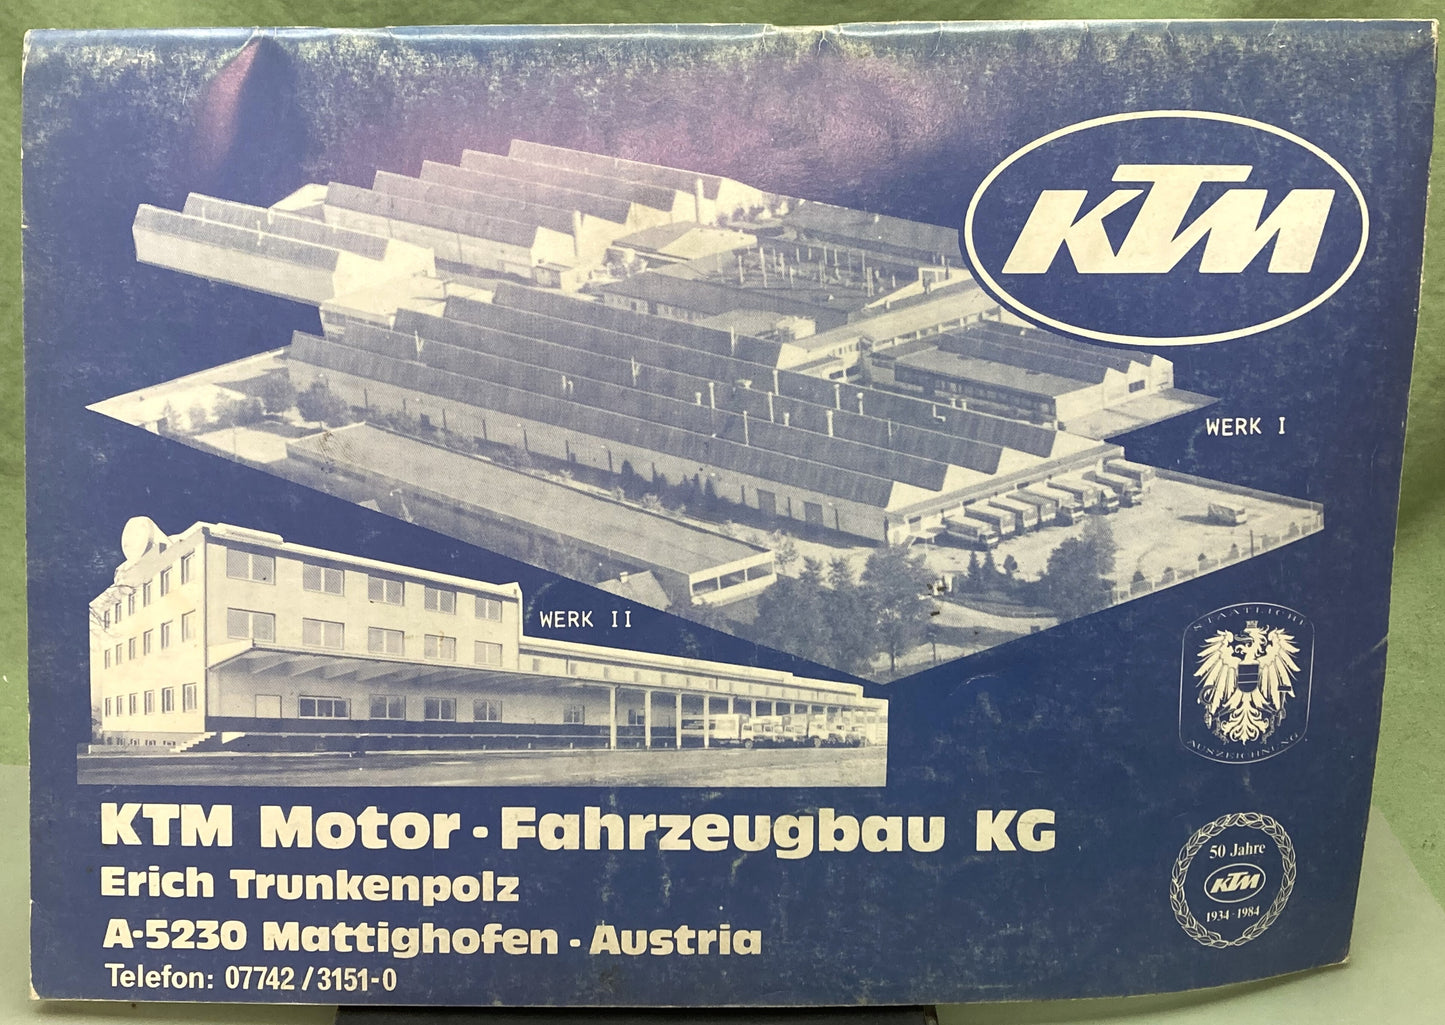 KTM
WERK I
WERK II
STAATLICHE
AUSZEICHNUNG
KTM Motor - Fahrzeugbau KG
Erich Trunkenpolz
A-5230 Mattighofen - Austria
Telefon: 07742/3151-0
50 Jahre
KTM
1934-1984